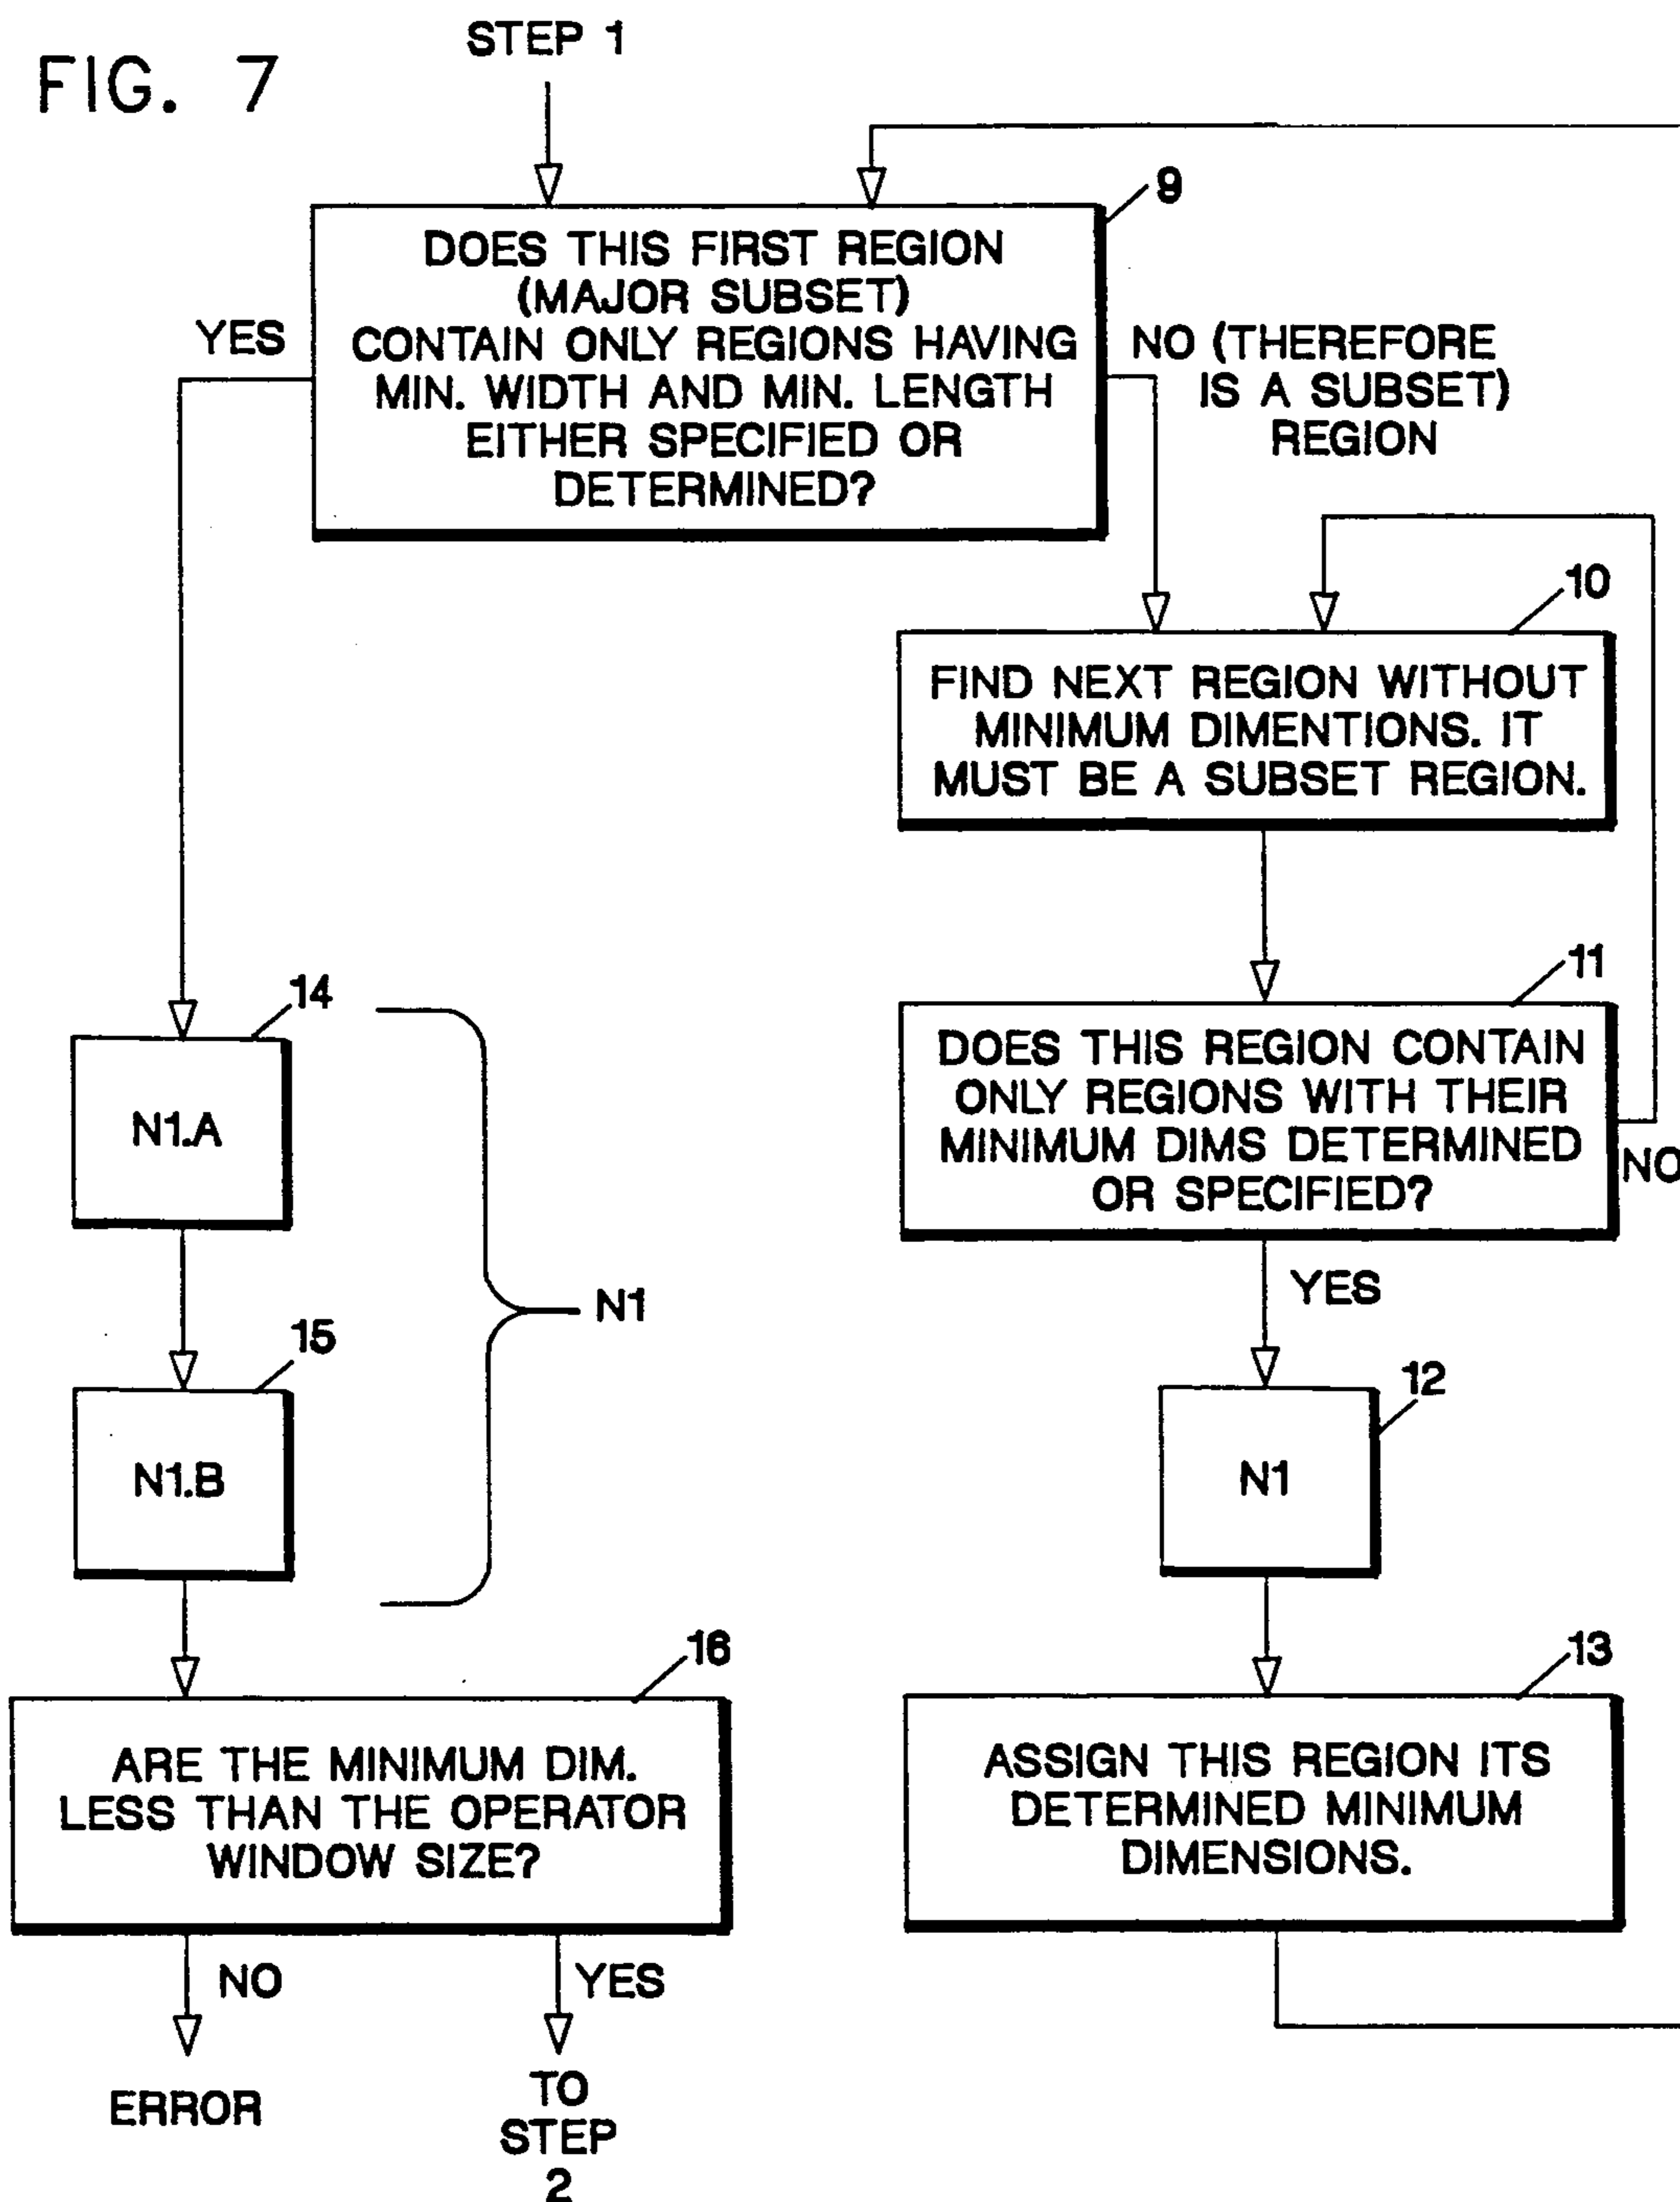 FIG. 7
STEP 1
9
DOES THIS FIRST REGION
(MAJOR SUBSET)
CONTAIN ONLY REGIONS HAVING
MIN. WIDTH AND MIN. LENGTH
EITHER SPECIFIED OR
DETERMINED?
YES
NO (THEREFORE
IS A SUBSET)
REGION
10
FIND NEXT REGION WITHOUT
MINIMUM DIMENTIONS. IT
MUST BE A SUBSET REGION.
11
DOES THIS REGION CONTAIN
ONLY REGIONS WITH THEIR
MINIMUM DIMS DETERMINED
OR SPECIFIED?
NO
YES
14
N1.A
15
N1.B
N1
12
N1
16
ARE THE MINIMUM DIM.
LESS THAN THE OPERATOR
WINDOW SIZE?
NO
YES
ERROR
TO
STEP
2
13
ASSIGN THIS REGION ITS
DETERMINED MINIMUM
DIMENSIONS.